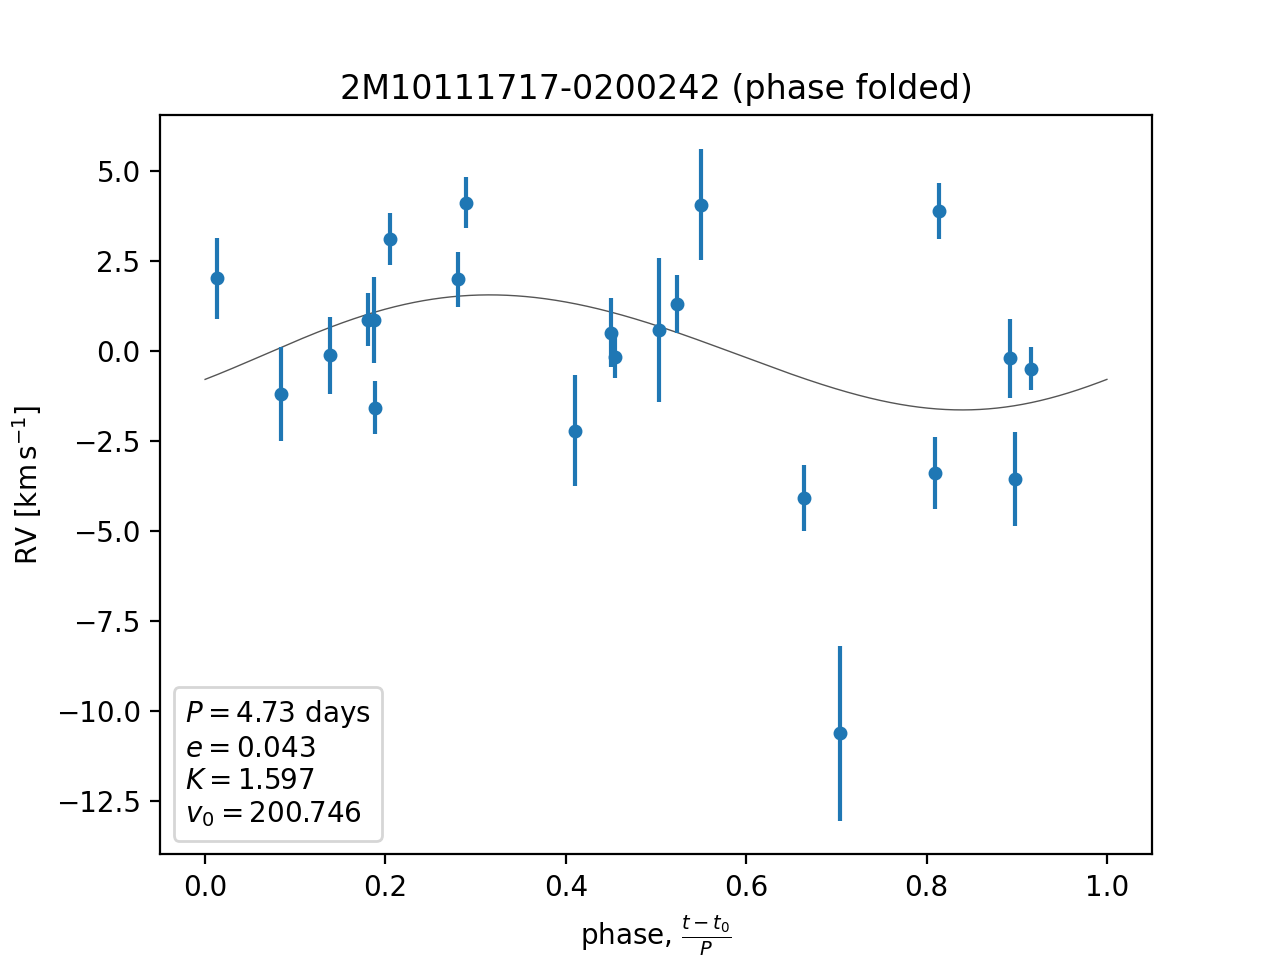 2M10111717-0200242 (phase folded)
RV [km s⁻¹]
5.0
2.5
0.0
−2.5
−5.0
−7.5
−10.0
−12.5
P = 4.73 days
e = 0.043
K = 1.597
v₀ = 200.746
0.0 0.2 0.4 0.6 0.8 1.0
phase, (t − t₀)/P